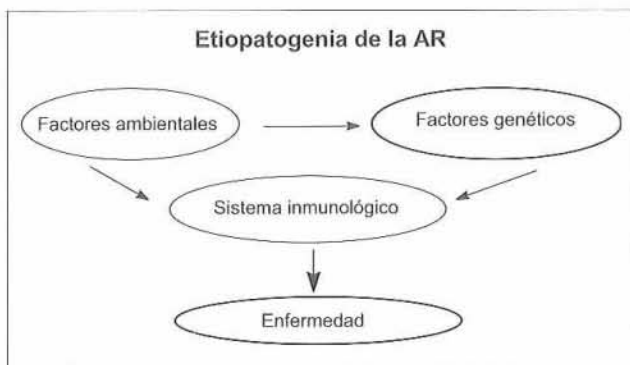 Etiopatogenia de la AR
Factores ambientales
Factores genéticos
Sistema inmunológico
Enfermedad